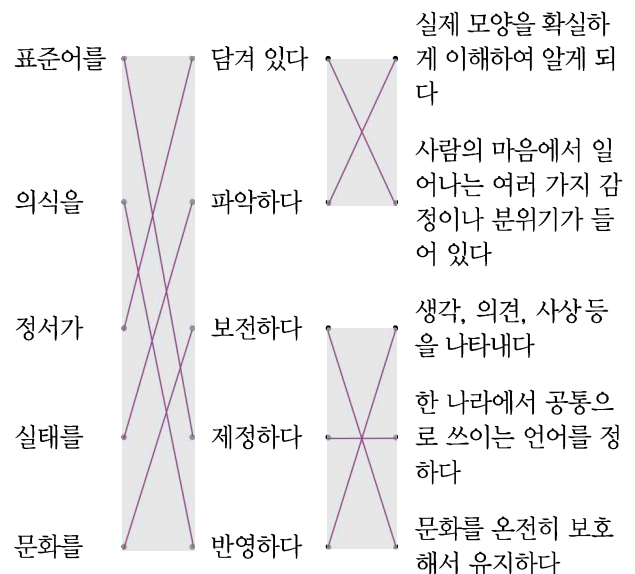 표준어를
의식을
정서가
실태를
문화를
담겨 있다
파악하다
보전하다
제정하다
반영하다
실제 모양을 확실하
게 이해하여 알게 되
다
사람의 마음에서 일
어나는 여러 가지 감
정이나 분위기가 들
어 있다
생각, 의견, 사상 등
을 나타내다
한 나라에서 공통으
로 쓰이는 언어를 정
하다
문화를 온전히 보호
해서 유지하다